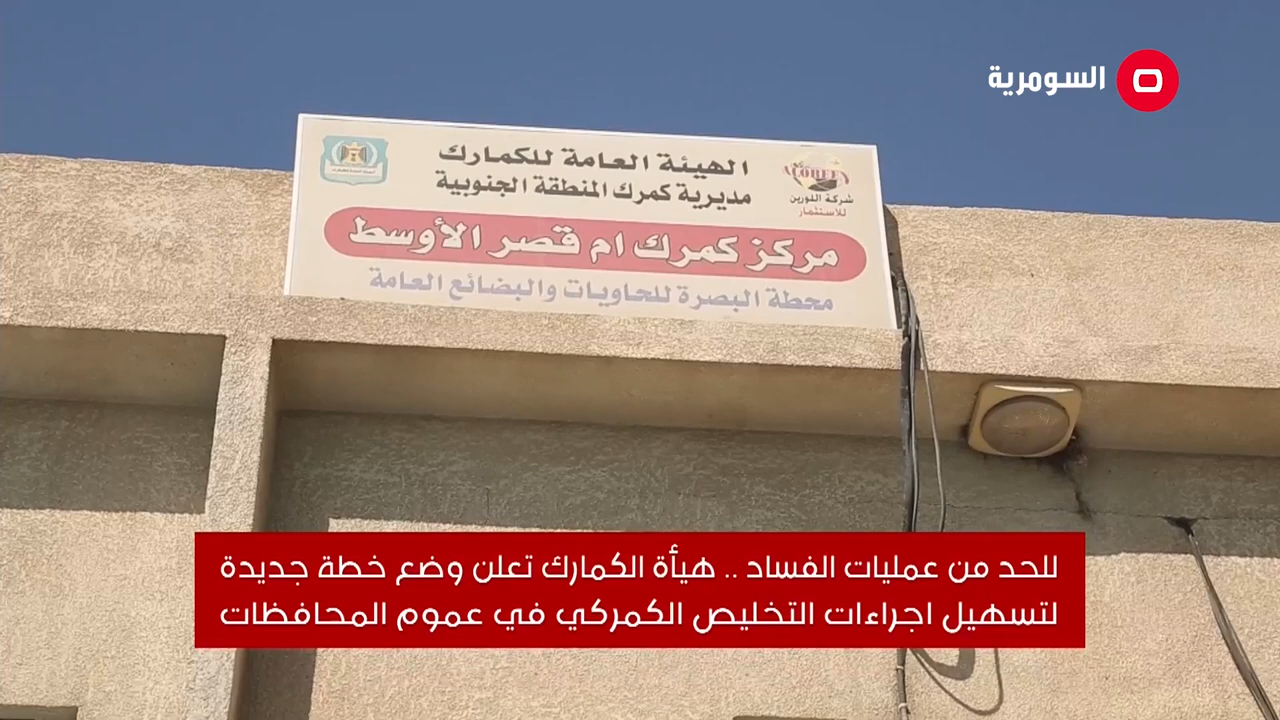 السومرية
الهيئة العامة للكمارك
مديرية كمرك المنطقة الجنوبية
شركة اللورين
للاستثمار
مركز كمرك ام قصر الأوسط
محطة البصرة للحاويات والبضائع العامة
للحد من عمليات الفساد .. هيأة الكمارك تعلن وضع خطة جديدة
لتسهيل اجراءات التخليص الكمركي في عموم المحافظات